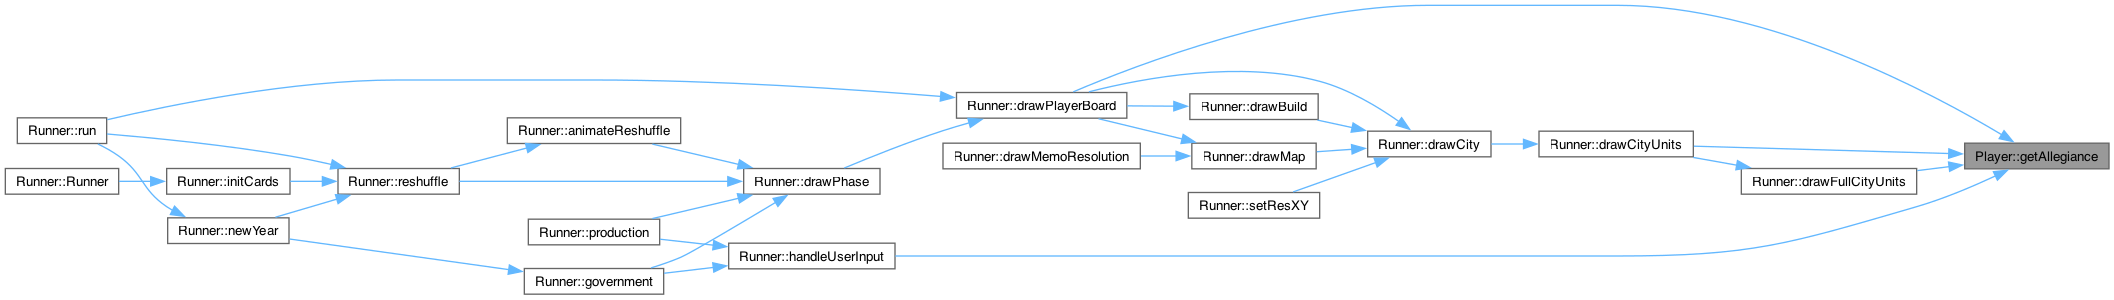 Runner::run
Runner::Runner
Runner::initCards
Runner::newYear
Runner::reshuffle
Runner::animateReshuffle
Runner::production
Runner::government
Runner::drawPhase
Runner::handleUserInput
Runner::drawPlayerBoard
Runner::drawMemoResolution
Runner::drawBuild
Runner::drawMap
Runner::setResXY
Runner::drawCity
Runner::drawCityUnits
Runner::drawFullCityUnits
Player::getAllegiance